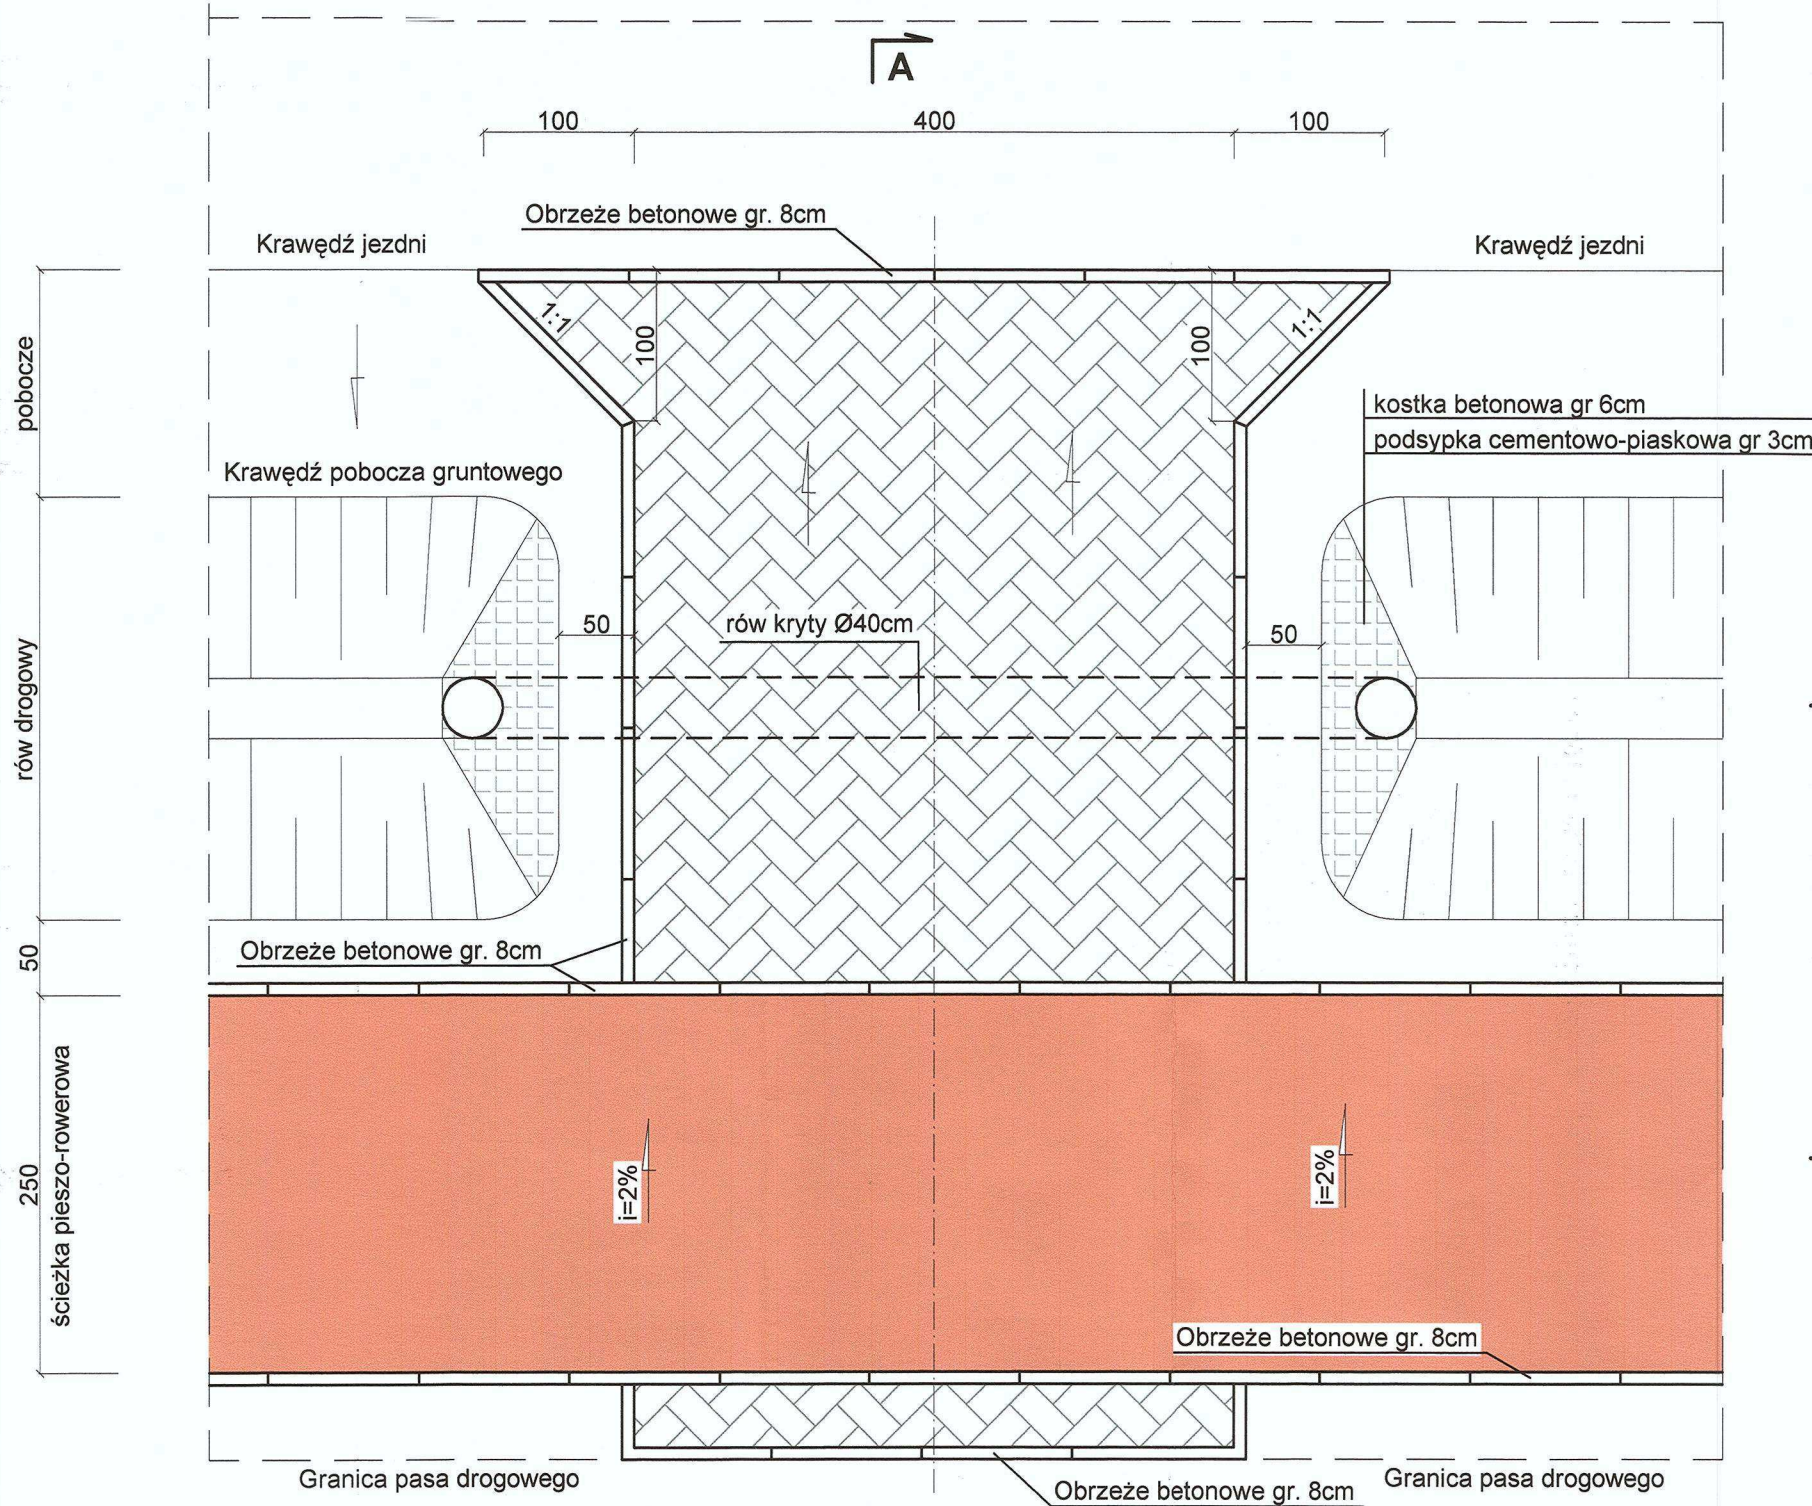 A
100
400
100
Obrzeże betonowe gr. 8cm
Krawędź jezdni
Krawędź jezdni
1:1
1:1
100
100
pobocze
kostka betonowa gr 6cm
podsypka cementowo-piaskowa gr 3cm
Krawędź pobocza gruntowego
50
rów kryty Ø40cm
50
rów drogowy
Obrzeże betonowe gr. 8cm
50
250
ścieżka pieszo-rowerowa
i=2%
i=2%
Obrzeże betonowe gr. 8cm
Granica pasa drogowego
Granica pasa drogowego
Obrzeże betonowe gr. 8cm